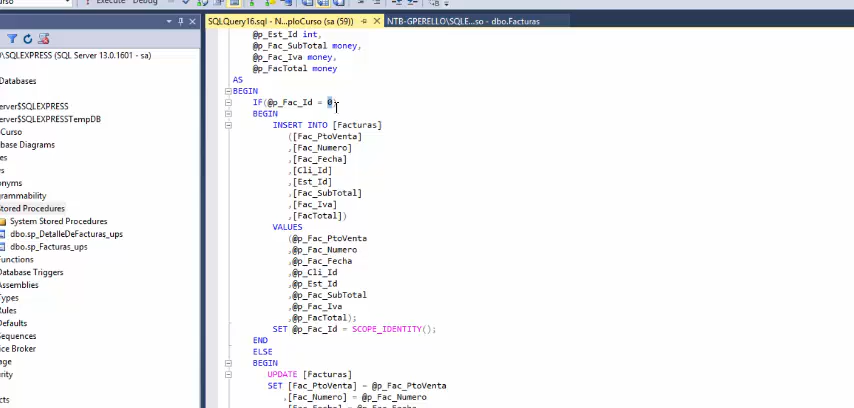 Execute Debug
SQLQuery16.sql - N...ploCurso (sa (59))
NTB-GPERELLO\SQLE...so - dbo.Facturas
\SQLEXPRESS (SQL Server 13.0.1601 - sa)
Databases
erver$SQLEXPRESS
erver$SQLEXPRESSTempDB
Curso
base Diagrams
es
s
onyms
rammability
tored Procedures
System Stored Procedures
dbo.sp_DetalleDeFacturas_ups
dbo.sp_Facturas_ups
unctions
Database Triggers
Assemblies
Types
Rules
Defaults
Sequences
ice Broker
age
rity
cts
@p_Est_Id int,
@p_Fac_SubTotal money,
@p_Fac_Iva money,
@p_FacTotal money
AS
BEGIN
IF(@p_Fac_Id = 0)
BEGIN
INSERT INTO [Facturas]
([Fac_PtoVenta]
,[Fac_Numero]
,[Fac_Fecha]
,[Cli_Id]
,[Est_Id]
,[Fac_SubTotal]
,[Fac_Iva]
,[FacTotal])
VALUES
(@p_Fac_PtoVenta
,@p_Fac_Numero
,@p_Fac_Fecha
,@p_Cli_Id
,@p_Est_Id
,@p_Fac_SubTotal
,@p_Fac_Iva
,@p_FacTotal);
SET @p_Fac_Id = SCOPE_IDENTITY();
END
ELSE
BEGIN
UPDATE [Facturas]
SET [Fac_PtoVenta] = @p_Fac_PtoVenta
,[Fac_Numero] = @p_Fac_Numero